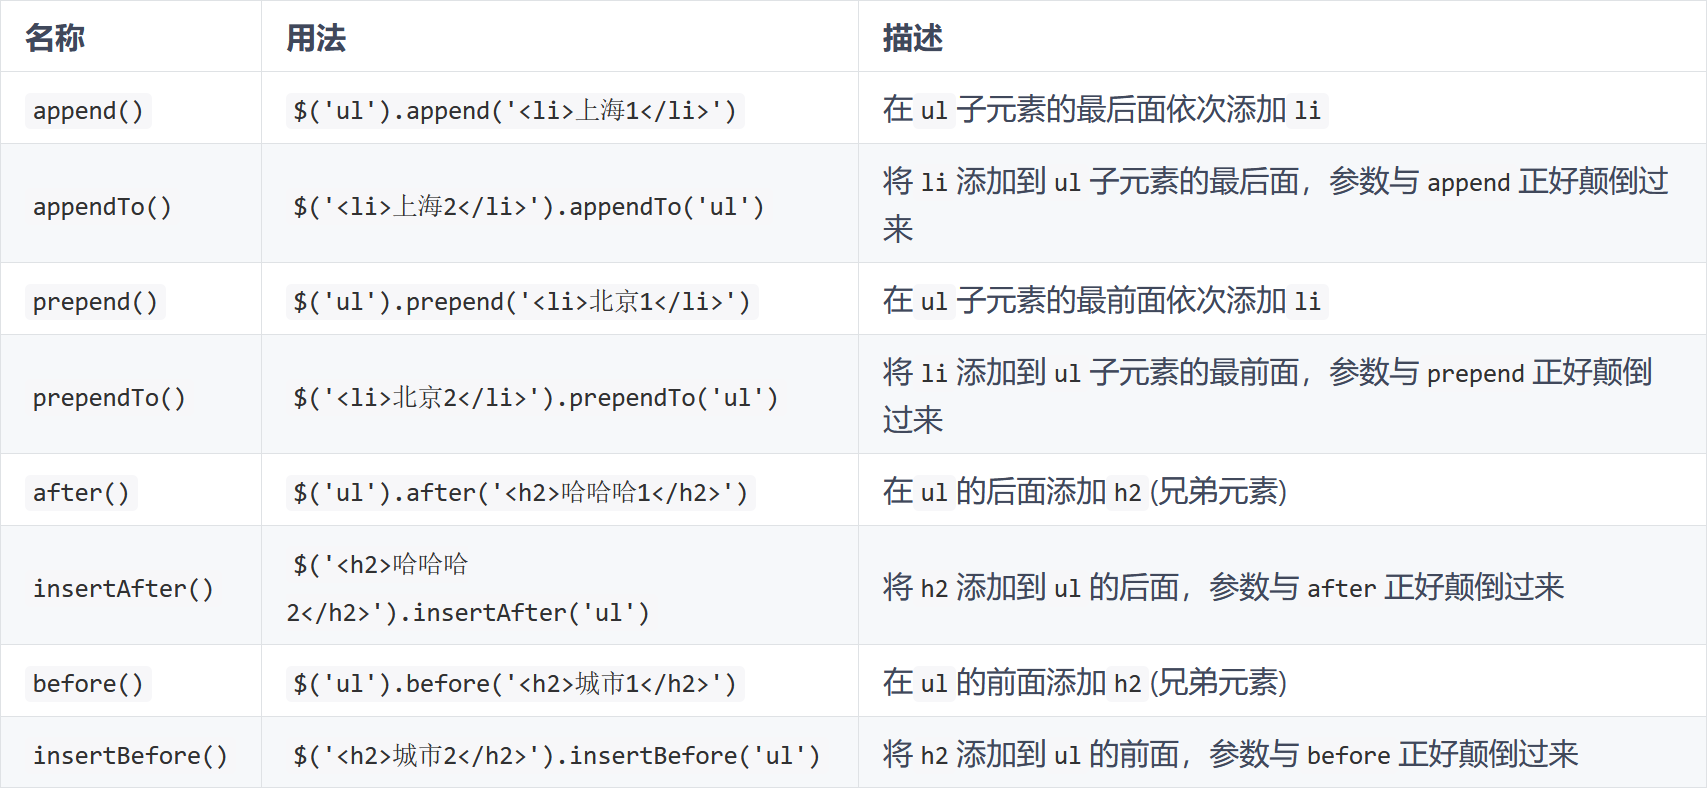 名称 用法 描述
append() $('ul').append('<li>上海1</li>') 在 ul 子元素的最后面依次添加 li
appendTo() $('<li>上海2</li>').appendTo('ul') 将 li 添加到 ul 子元素的最后面，参数与 append 正好颠倒过
来
prepend() $('ul').prepend('<li>北京1</li>') 在 ul 子元素的最前面依次添加 li
prependTo() $('<li>北京2</li>').prependTo('ul') 将 li 添加到 ul 子元素的最前面，参数与 prepend 正好颠倒
过来
after() $('ul').after('<h2>哈哈哈1</h2>') 在 ul 的后面添加 h2 (兄弟元素)
insertAfter() $('<h2>哈哈哈
2</h2>').insertAfter('ul') 将 h2 添加到 ul 的后面，参数与 after 正好颠倒过来
before() $('ul').before('<h2>城市1</h2>') 在 ul 的前面添加 h2 (兄弟元素)
insertBefore() $('<h2>城市2</h2>').insertBefore('ul') 将 h2 添加到 ul 的前面，参数与 before 正好颠倒过来